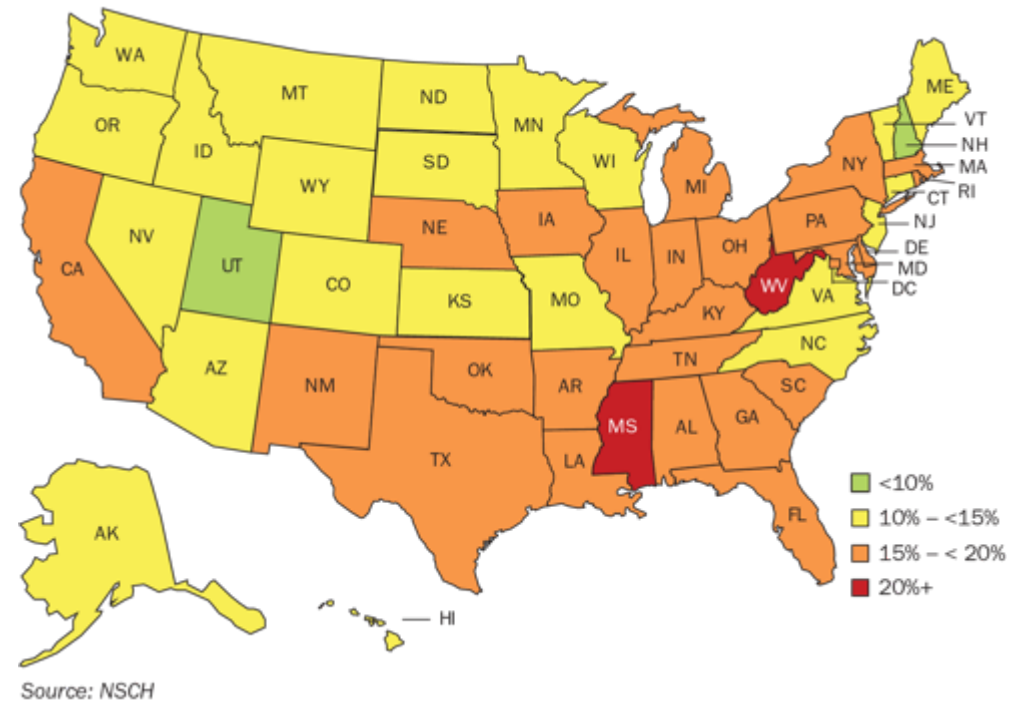 WA
MT
ND
MN
ME
OR
ID
SD
WI
VT
NH
WY
NY
MA
MI
RI
CT
NE
IA
PA
NJ
NV
OH
DE
UT
IL
IN
MD
CA
CO
WV
DC
KS
MO
VA
KY
NC
AZ
TN
OK
NM
AR
SC
MS
AL
GA
TX
LA
<10%
FL
10% – <15%
AK
15% – < 20%
20%+
HI
Source: NSCH